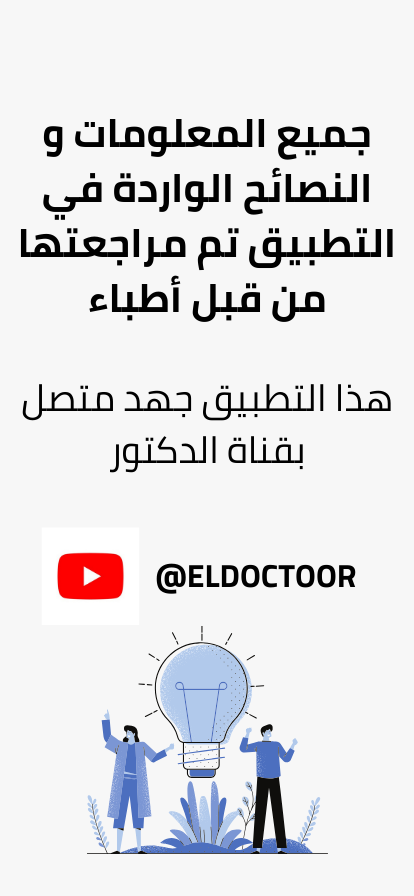 جميع المعلومات و
النصائح الواردة في
التطبيق تم مراجعتها
من قبل أطباء
هذا التطبيق جهد متصل
بقناة الدكتور
@ELDOCTOOR